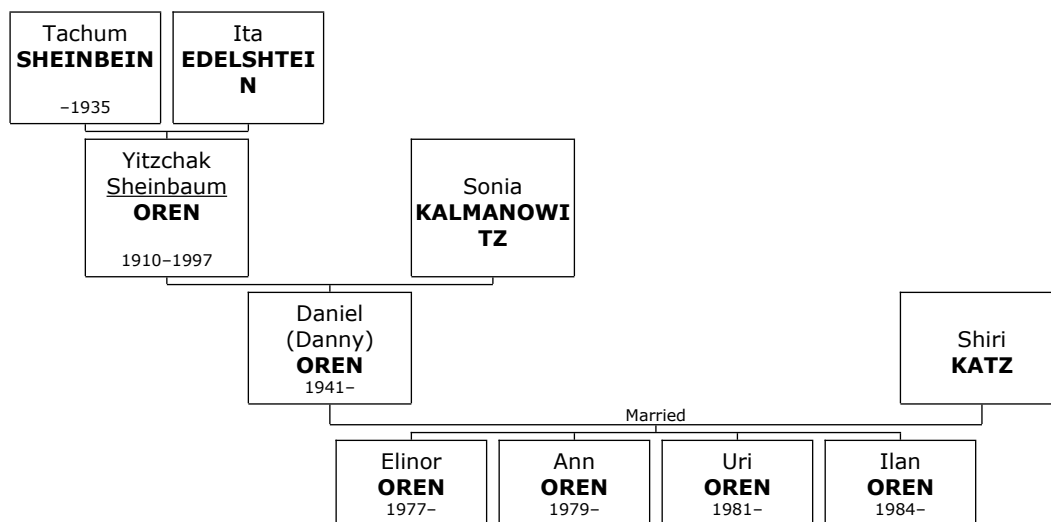 Tachum
SHEINBEIN
–1935
Ita
EDELSHTEI
N
Yitzchak
Sheinbaum
OREN
1910–1997
Sonia
KALMANOWI
TZ
Daniel
(Danny)
OREN
1941–
Shiri
KATZ
Married
Elinor
OREN
1977–
Ann
OREN
1979–
Uri
OREN
1981–
Ilan
OREN
1984–